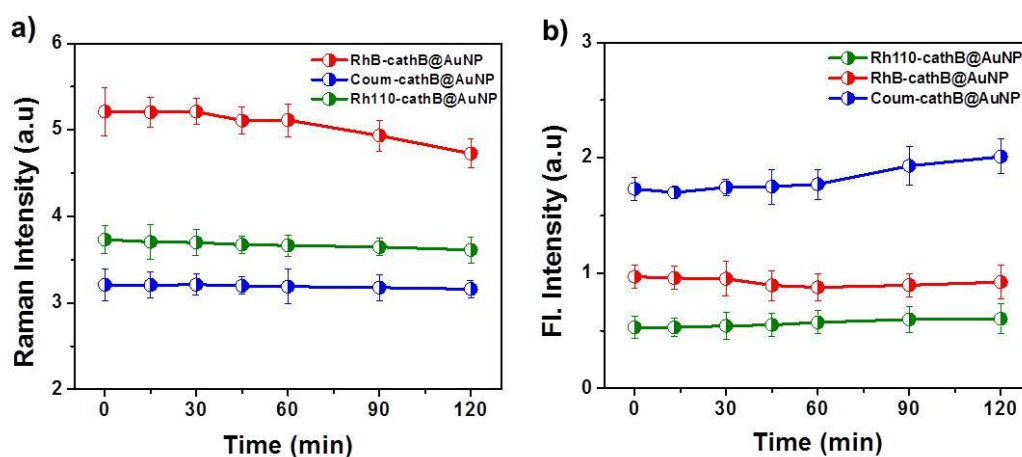 a)
6
5
4
3
2
Raman Intensity (a.u)
RhB-cathB@AuNP
Coum-cathB@AuNP
Rh110-cathB@AuNP
0 30 60 90 120
Time (min)
b)
3
2
1
0
Fl. Intensity (a.u)
Rh110-cathB@AuNP
RhB-cathB@AuNP
Coum-cathB@AuNP
0 30 60 90 120
Time (min)